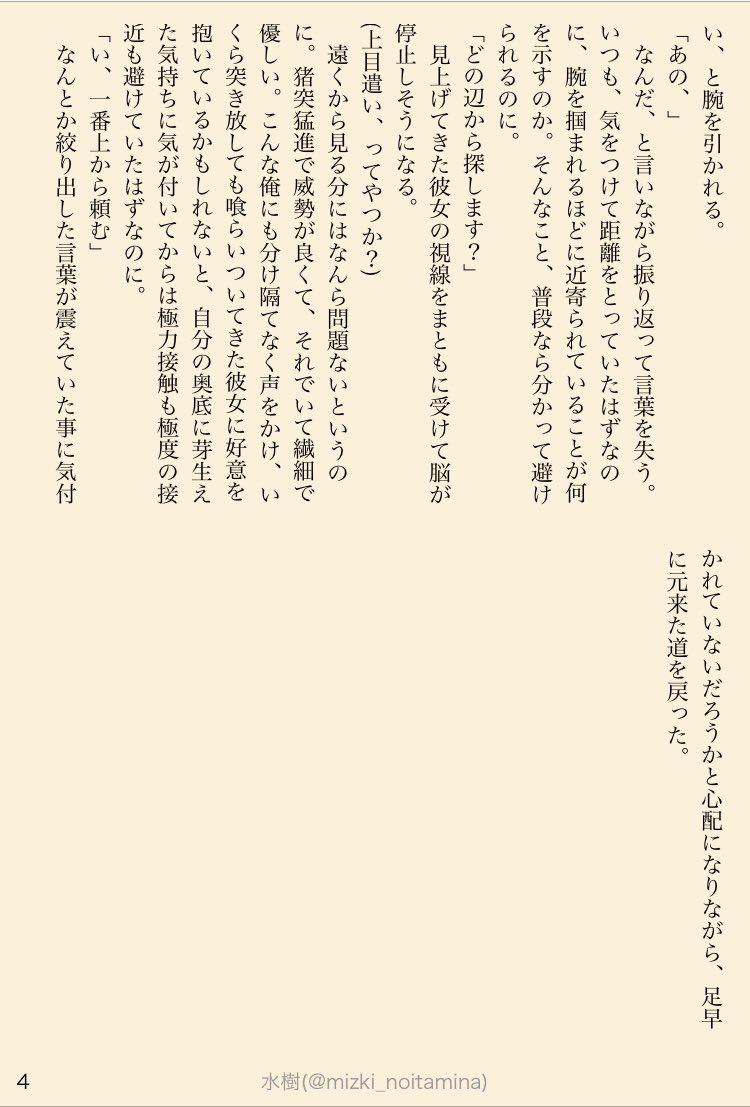 い、と腕を引かれる。
「あの、」
　なんだ、と言いながら振り返って言葉を失う。
いつも、気をつけて距離をとっていたはずなの
に、腕を掴まれるほどに近寄られていることが何
を示すのか。そんなこと、普段なら分かって避け
られるのに。
「どの辺から探します？」
　見上げてきた彼女の視線をまともに受けて脳が
停止しそうになる。
(上目遣い、ってやつか？)
　遠くから見る分にはなんら問題ないというの
に。猪突猛進で威勢が良くて、それでいて繊細で
優しい。こんな俺にも分け隔てなく声をかけ、い
くら突き放しても喰らいついてきた彼女に好意を
抱いているかもしれないと、自分の奥底に芽生え
た気持ちに気が付いてからは極力接触も極度の接
近も避けていたはずなのに。
「い、一番上から頼む」
　なんとか絞り出した言葉が震えていた事に気付
かれていないだろうかと心配になりながら、足早
に元来た道を戻った。
4
水樹(@mizki_noitamina)